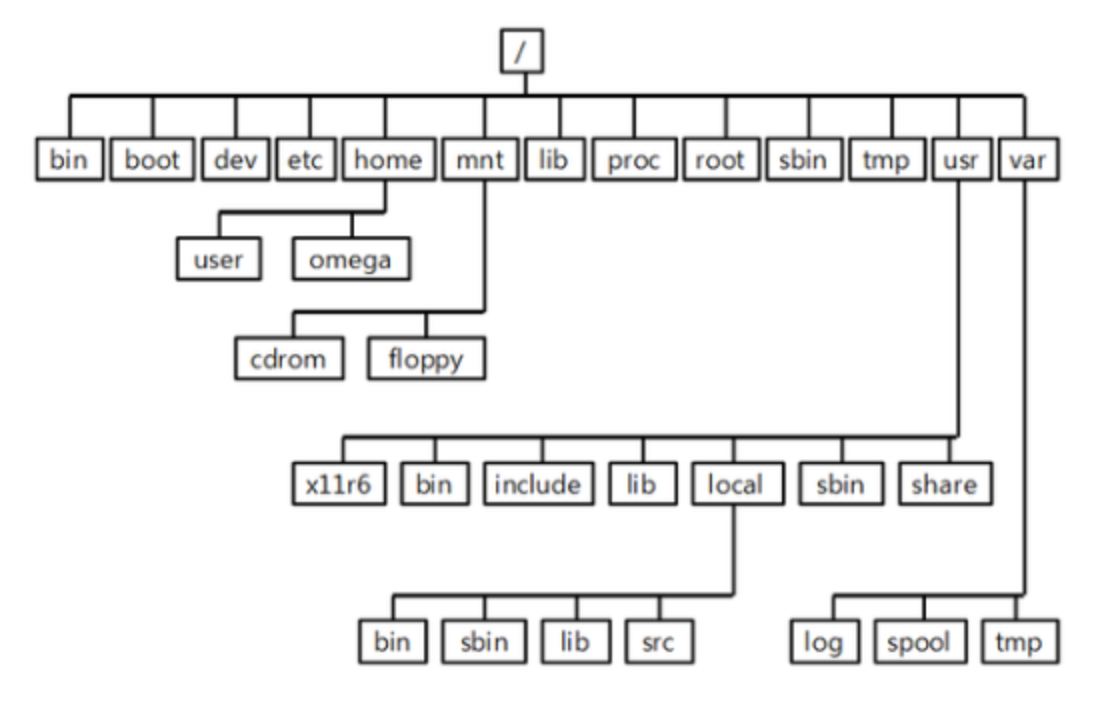 /
bin boot dev etc home mnt lib proc root sbin tmp usr var
user omega
cdrom floppy
x11r6 bin include lib local sbin share
bin sbin lib src log spool tmp